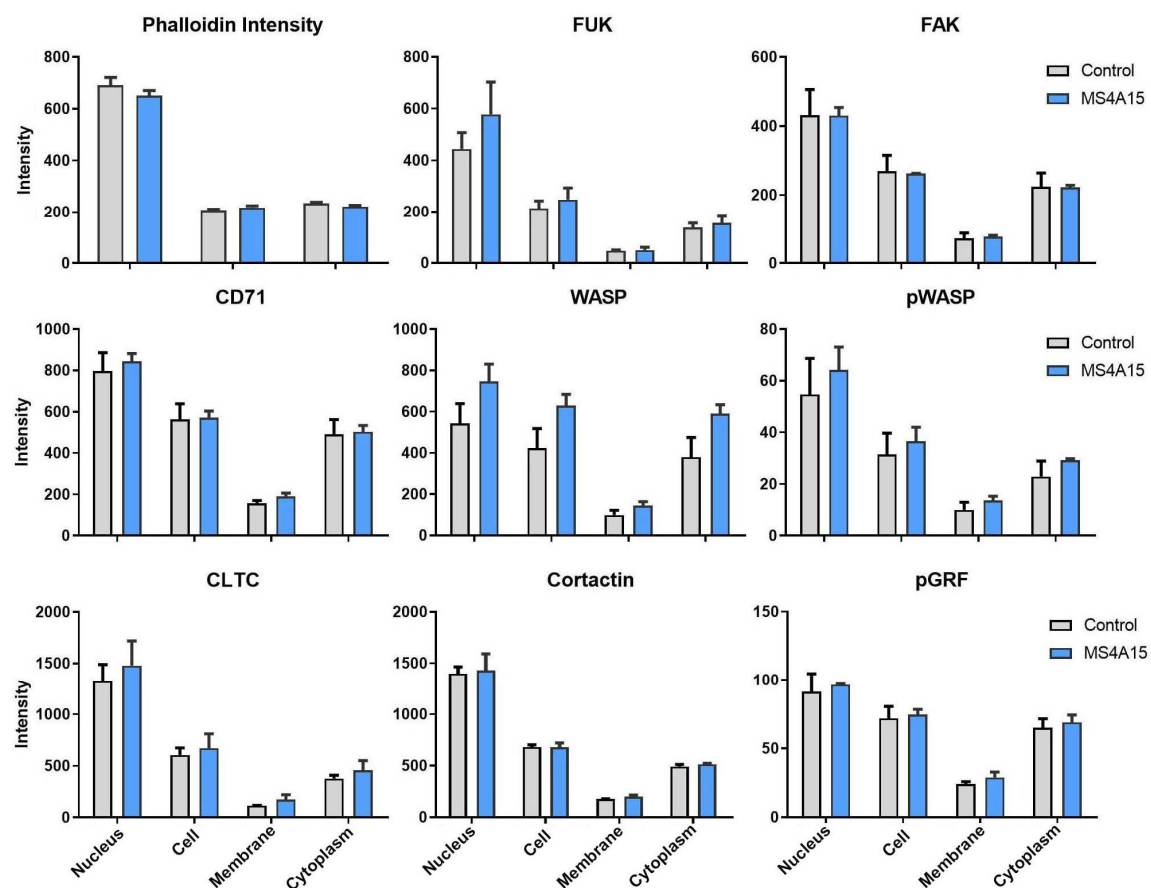 Phalloidin Intensity
FUK
FAK
800
600
400
200
0
Intensity
800
600
400
200
0
600
400
200
0
Control
MS4A15
CD71
WASP
pWASP
1000
800
600
400
200
0
Intensity
1000
800
600
400
200
0
80
60
40
20
0
Control
MS4A15
CLTC
Cortactin
pGRF
2000
1500
1000
500
0
Intensity
2000
1500
1000
500
0
150
100
50
0
Control
MS4A15
Nucleus
Cell
Membrane
Cytoplasm
Nucleus
Cell
Membrane
Cytoplasm
Nucleus
Cell
Membrane
Cytoplasm